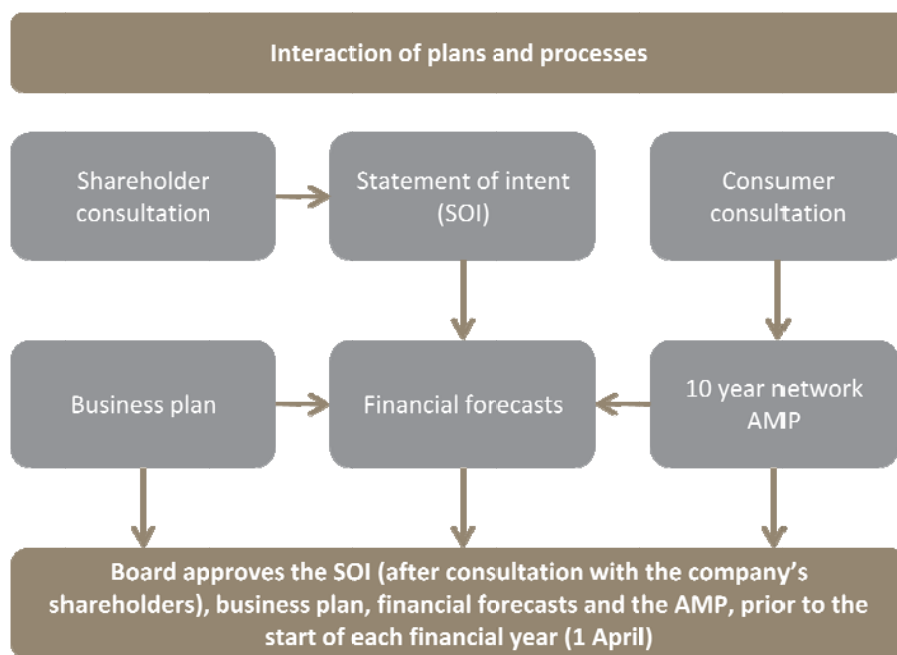 Interaction of plans and processes
Shareholder
consultation
Statement of intent
(SOI)
Consumer
consultation
Business plan
Financial forecasts
10 year network
AMP
Board approves the SOI (after consultation with the company’s
shareholders), business plan, financial forecasts and the AMP, prior to the
start of each financial year (1 April)